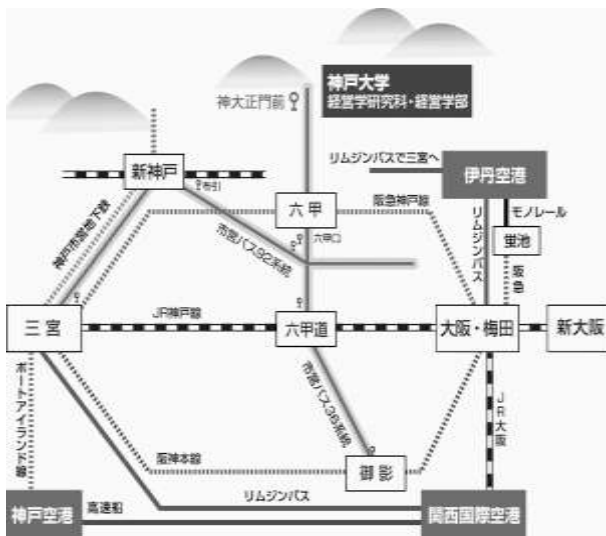 神戸大学
経営学研究科・経営学部
神大正門前
リムジンバスで三宮へ
伊丹空港
新神戸
布引
神戸市営地下鉄
六甲
阪急神戸線
リムジンバス
モノレール
蛍池
六甲口
市営バス92系統
阪急
三宮
JR神戸線
六甲道
大阪・梅田
新大阪
ポートアイランド線
市営バス36系統
JR大阪
阪神本線
御影
リムジンバス
神戸空港
高速船
関西国際空港